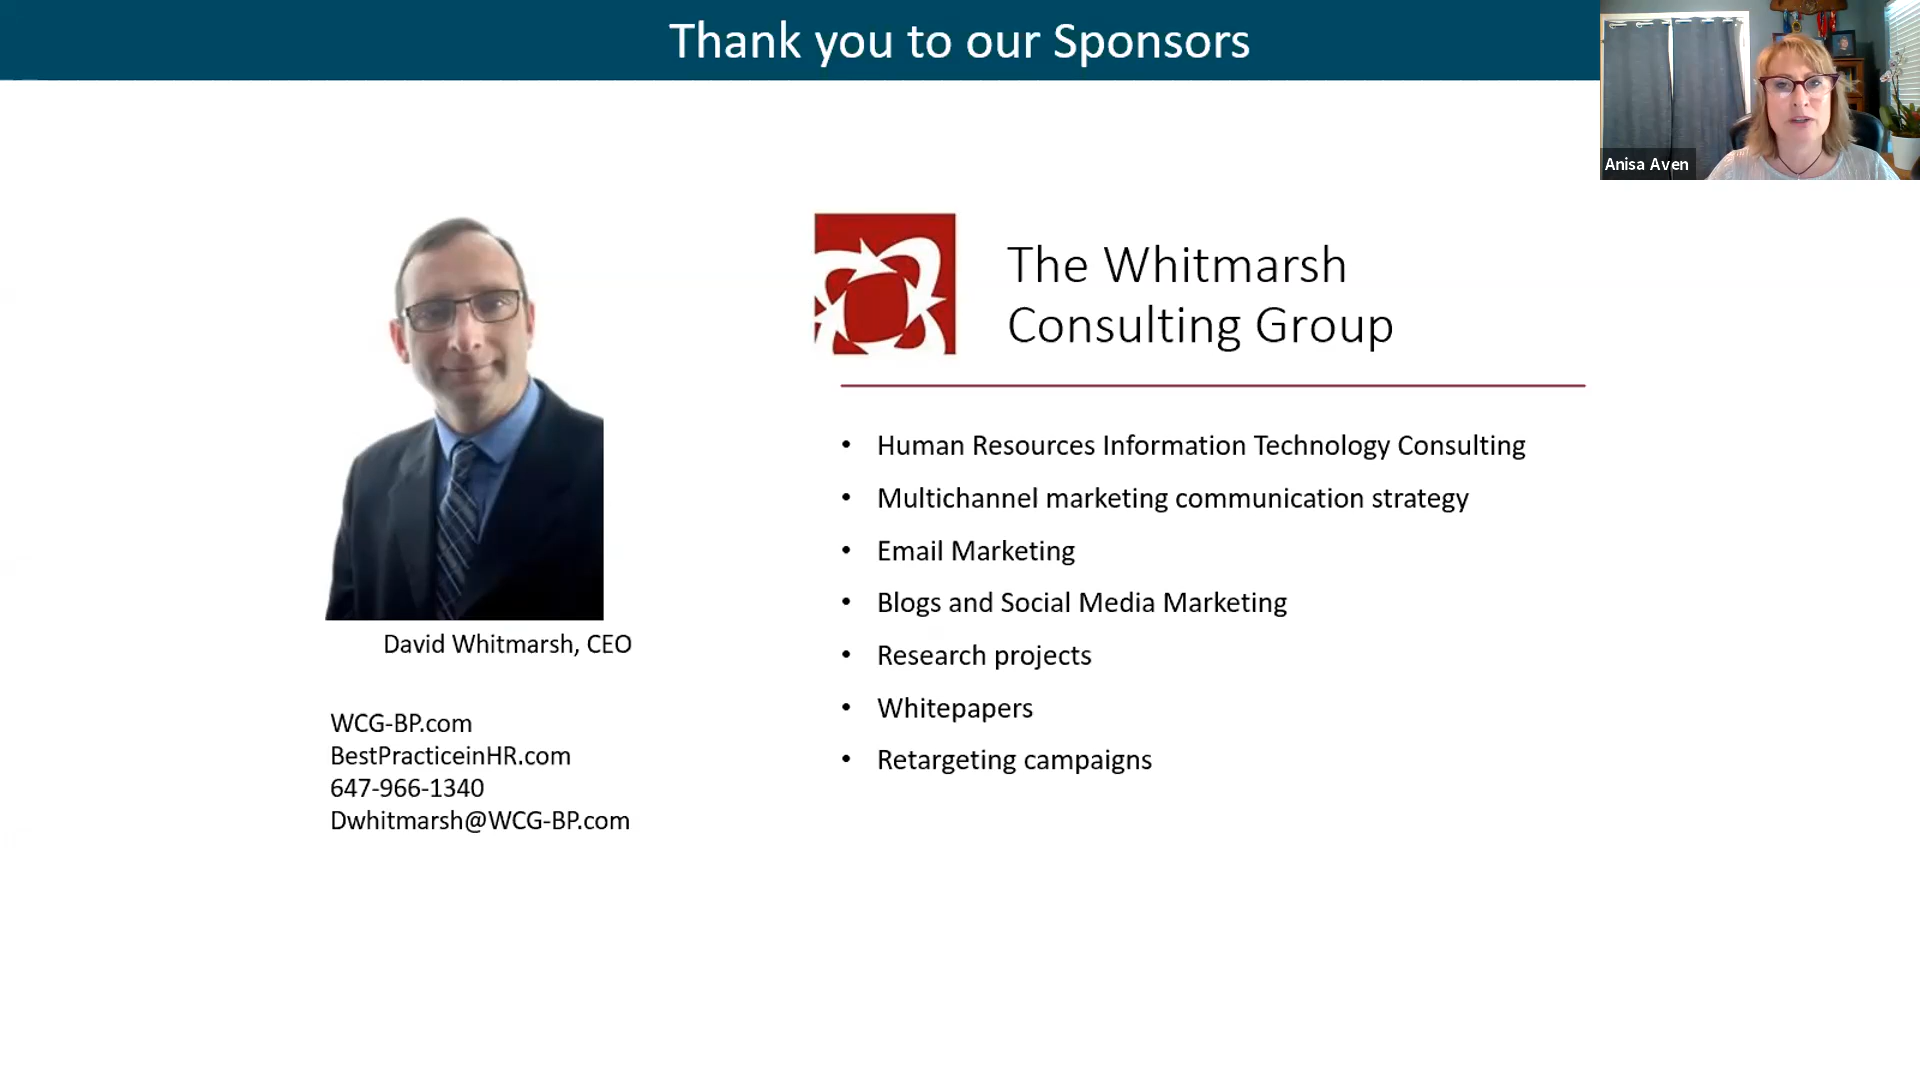 Thank you to our Sponsors
Anisa Aven
The Whitmarsh
Consulting Group
• Human Resources Information Technology Consulting
• Multichannel marketing communication strategy
• Email Marketing
• Blogs and Social Media Marketing
• Research projects
• Whitepapers
• Retargeting campaigns
David Whitmarsh, CEO
WCG-BP.com
BestPracticeinHR.com
647-966-1340
Dwhitmarsh@WCG-BP.com